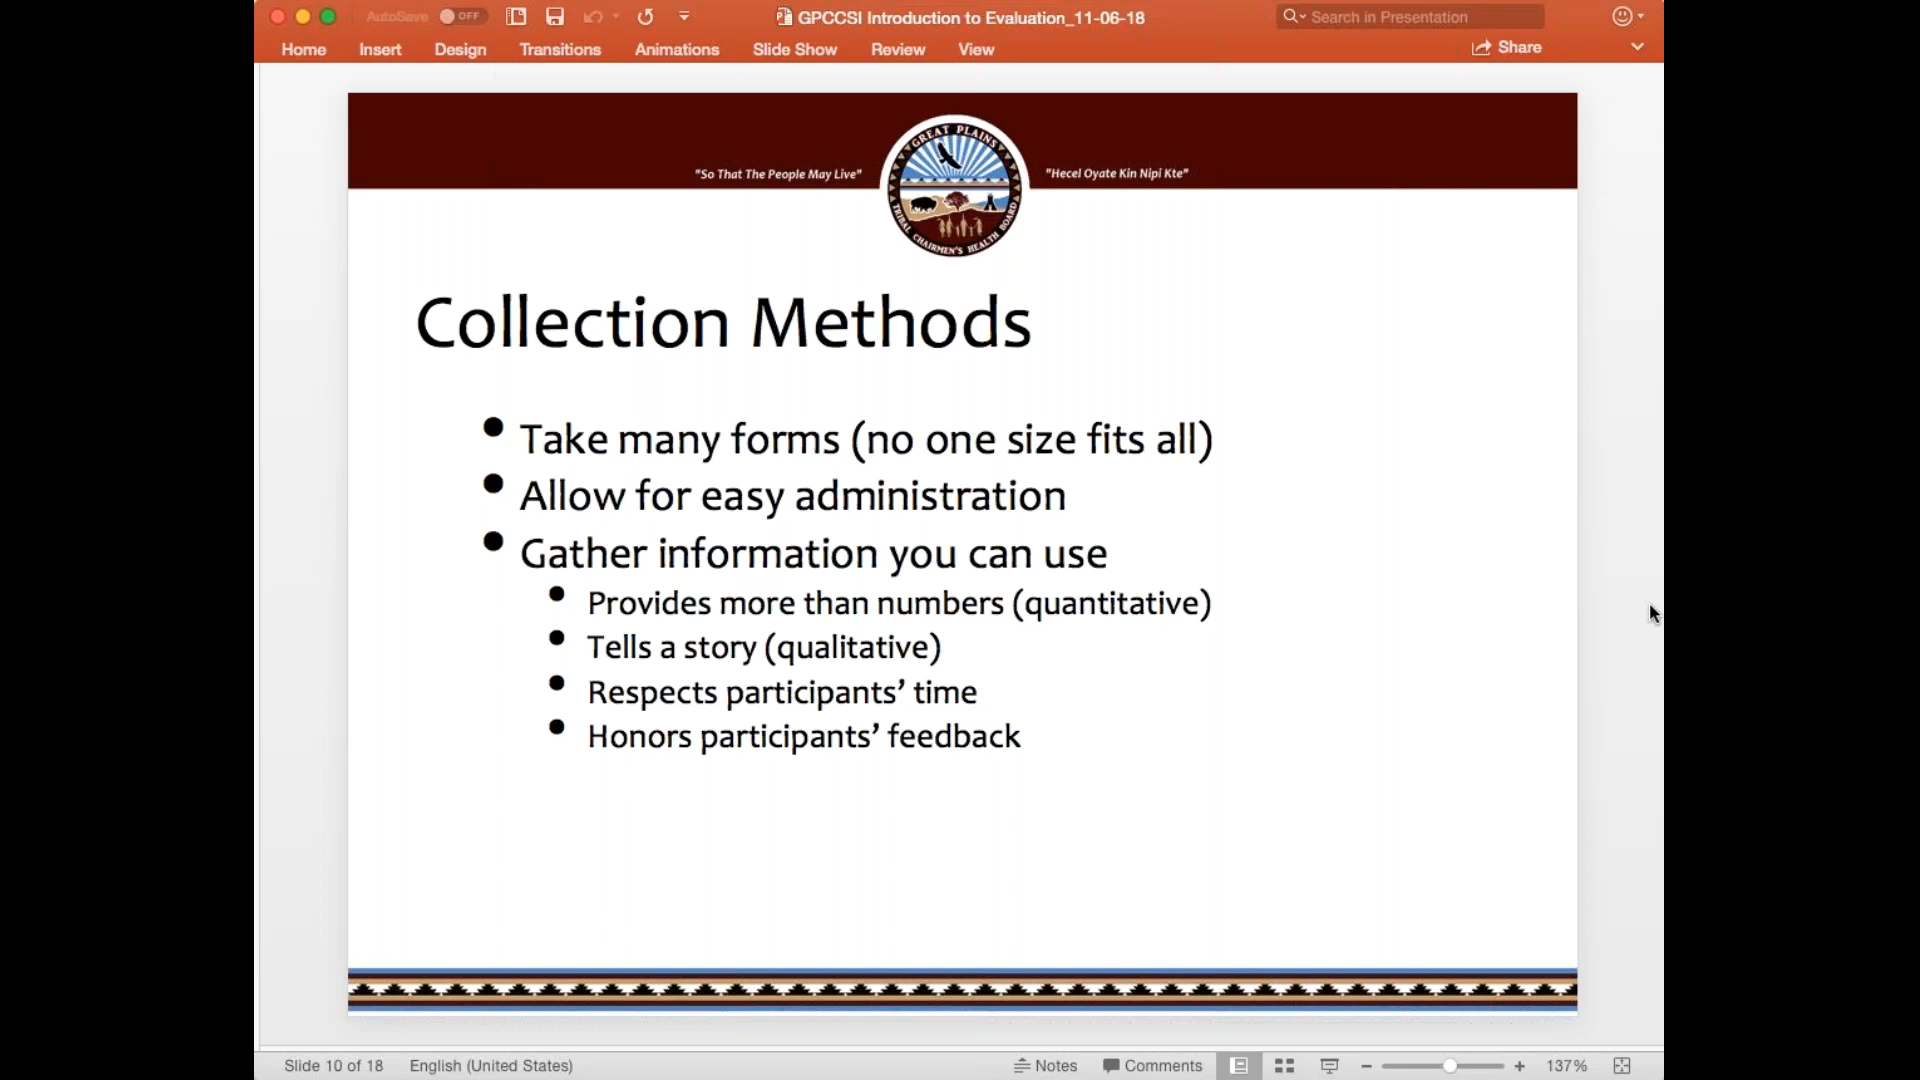 AutoSave OFF GPCCSI Introduction to Evaluation_11-06-18 Search in Presentation
Home Insert Design Transitions Animations Slide Show Review View Share
GREAT PLAINS
"So That The People May Live" "Hecel Oyate Kin Nipi Kte"
TRIBAL CHAIRMEN'S HEALTH BOARD
Collection Methods
• Take many forms (no one size fits all)
• Allow for easy administration
• Gather information you can use
• Provides more than numbers (quantitative)
• Tells a story (qualitative)
• Respects participants’ time
• Honors participants’ feedback
Slide 10 of 18 English (United States) Notes Comments 137%